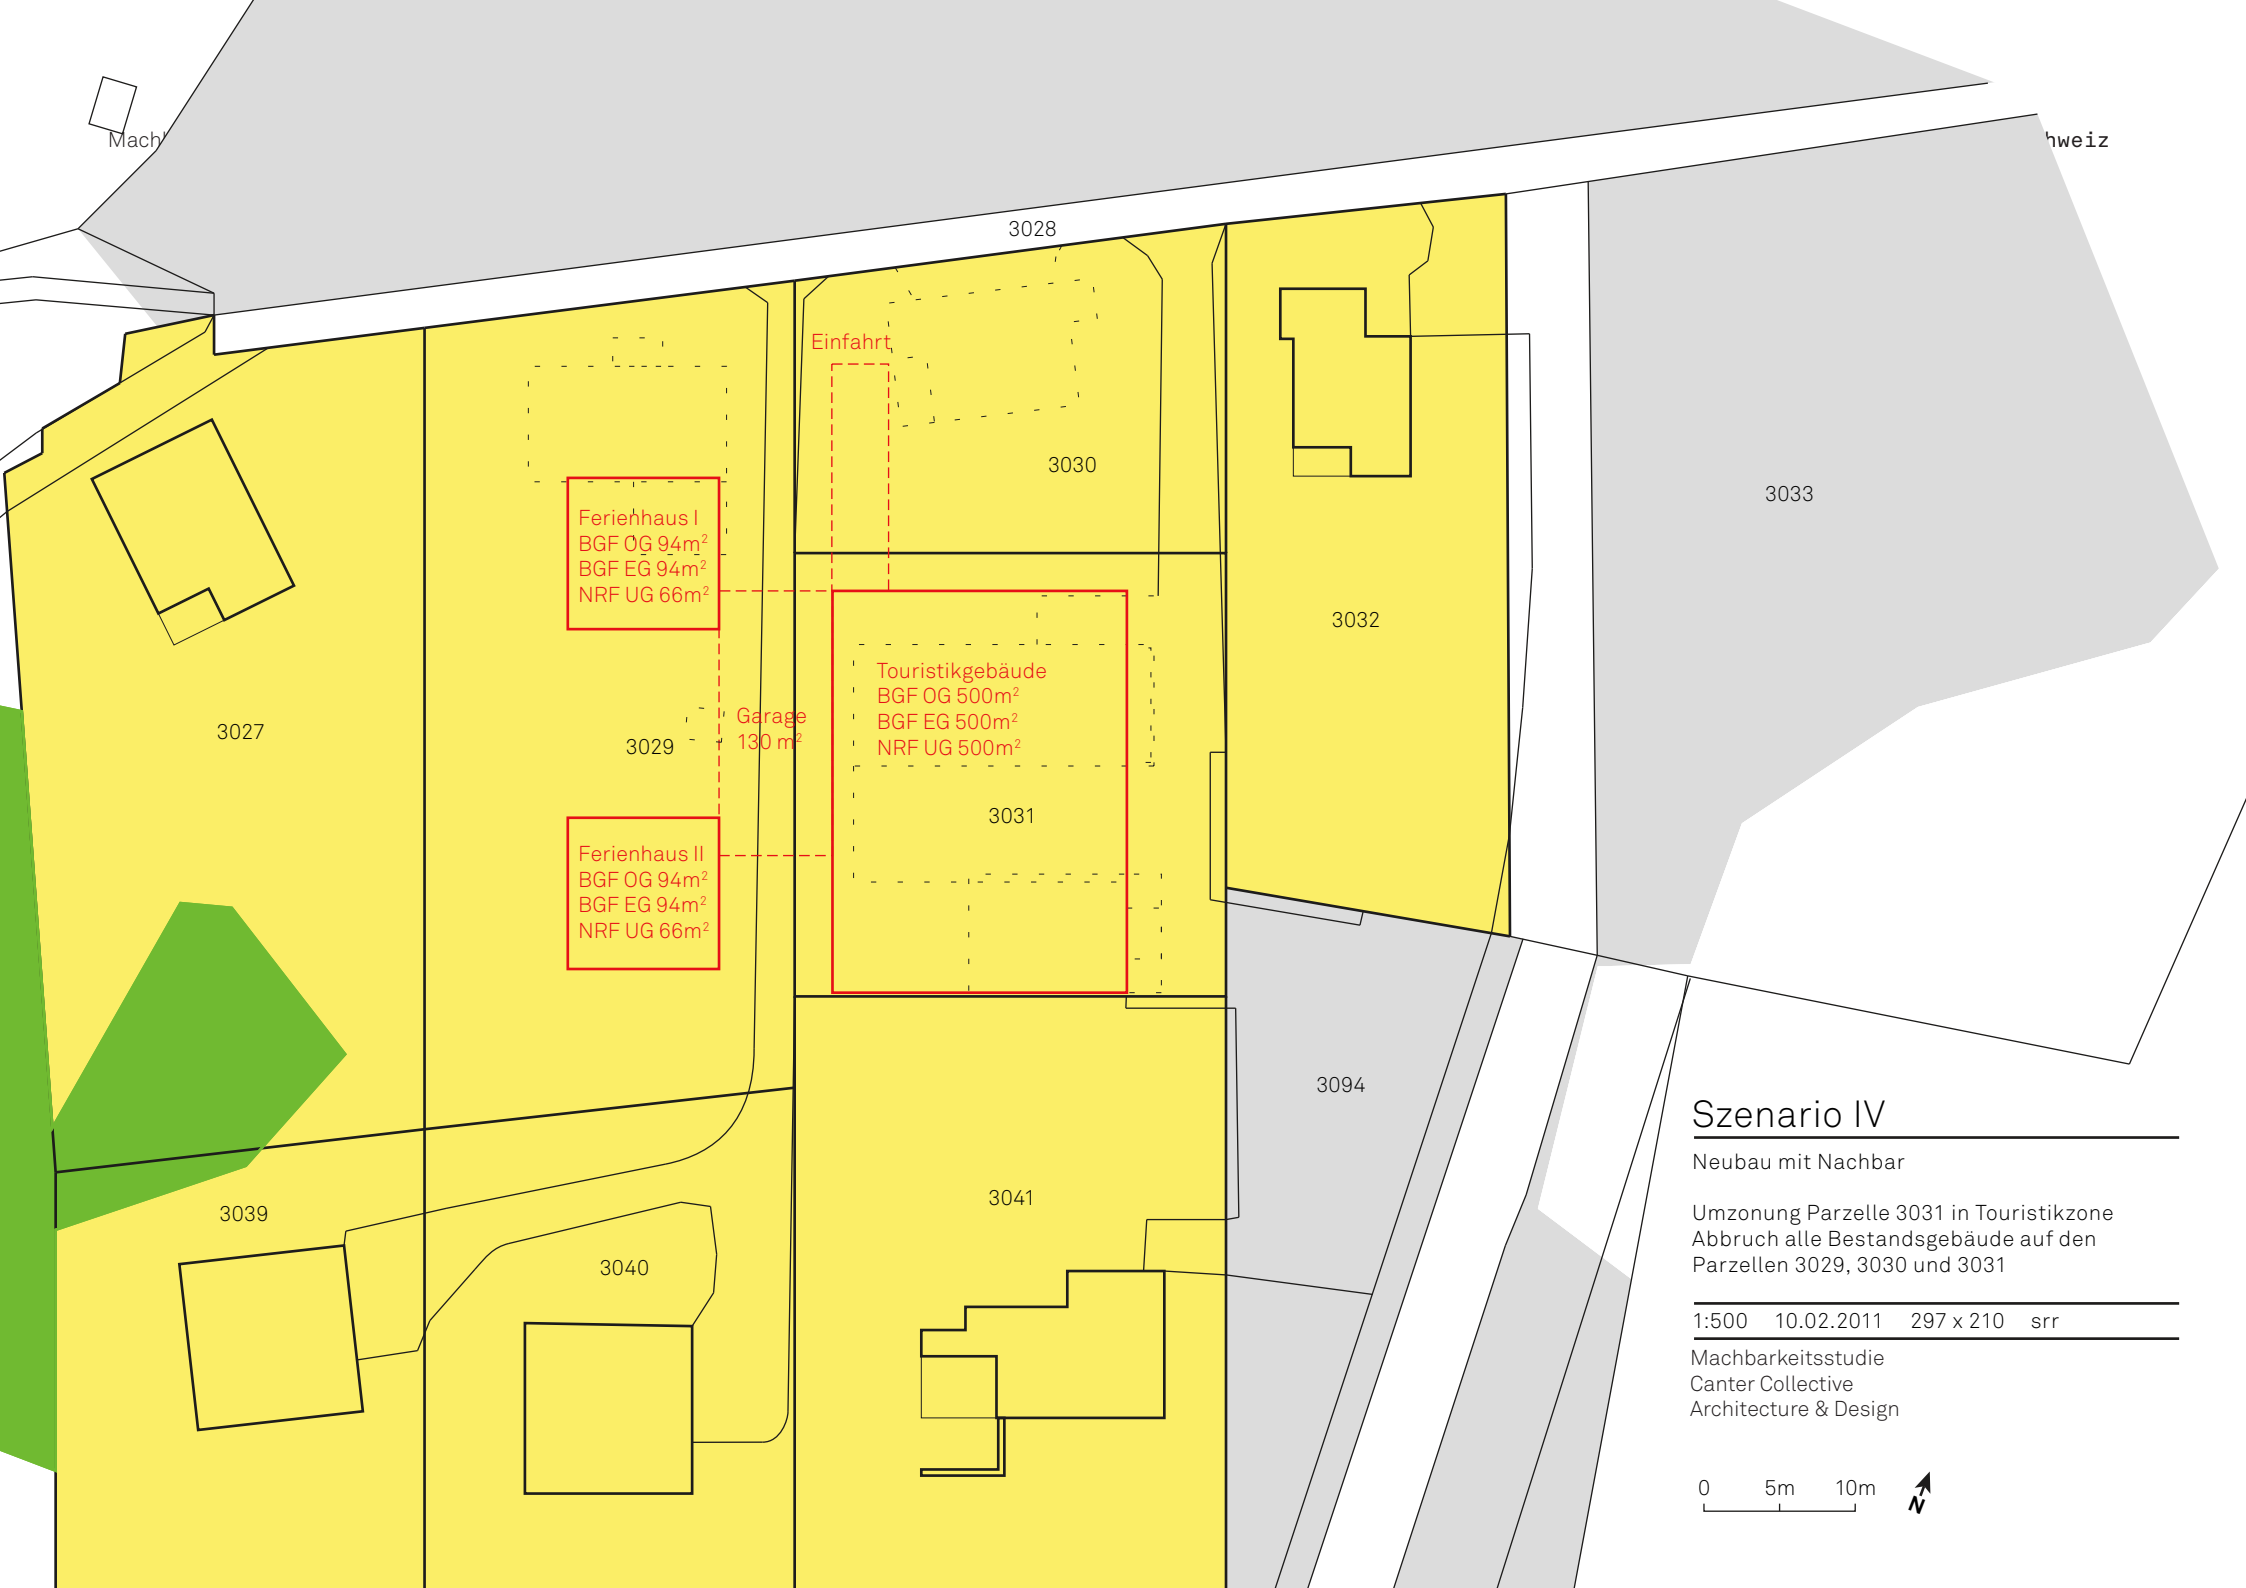 hweiz
3028
Einfahrt
3030
3033
Ferienhaus I
BGF OG 94m²
BGF EG 94m²
NRF UG 66m²
3032
Touristikgebäude
BGF OG 500m²
BGF EG 500m²
NRF UG 500m²
3027
3029
Garage
130 m²
3031
Ferienhaus II
BGF OG 94m²
BGF EG 94m²
NRF UG 66m²
3094
3041
3039
3040
Szenario IV
Neubau mit Nachbar
Umzonung Parzelle 3031 in Touristikzone
Abbruch alle Bestandsgebäude auf den
Parzellen 3029, 3030 und 3031
1:500 10.02.2011 297 x 210 srr
Machbarkeitsstudie
Canter Collective
Architecture & Design
0 5m 10m
N